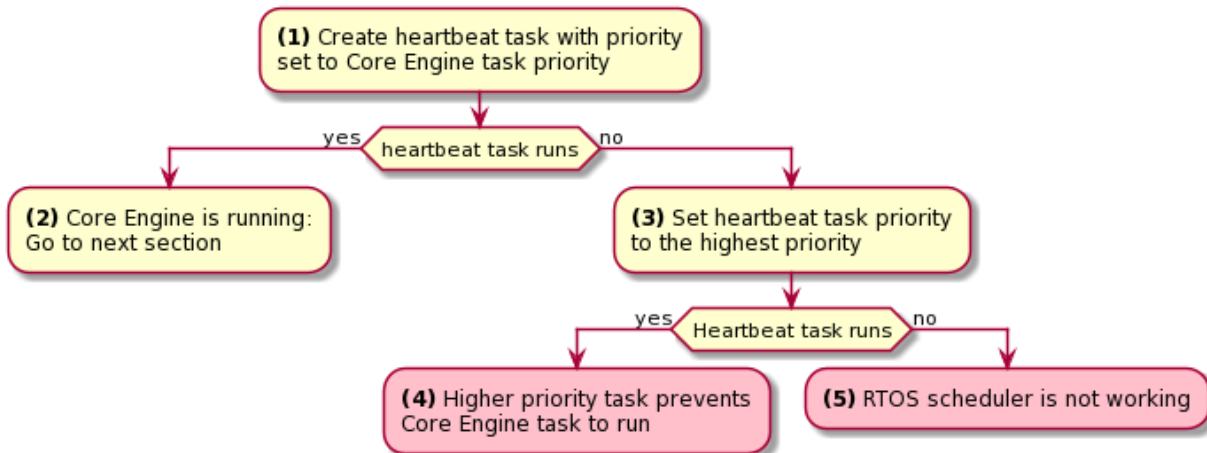 (1) Create heartbeat task with priority
set to Core Engine task priority
yes
heartbeat task runs
no
(2) Core Engine is running:
Go to next section
(3) Set heartbeat task priority
to the highest priority
yes
Heartbeat task runs
no
(4) Higher priority task prevents
Core Engine task to run
(5) RTOS scheduler is not working